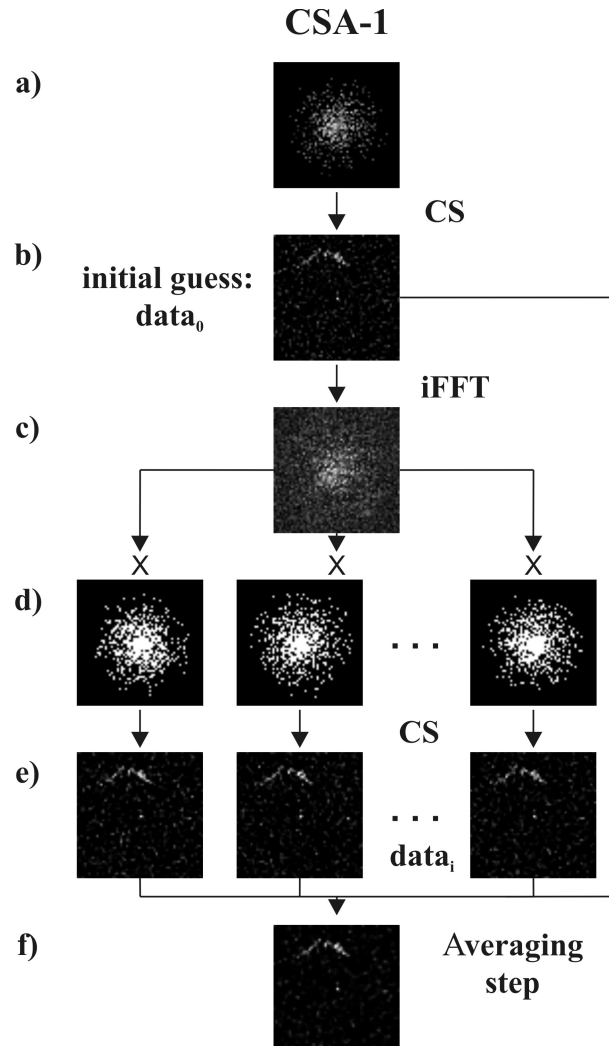 CSA-1
a)
CS
b)
initial guess:
data₀
iFFT
c)
X X X
d)
. . .
CS
e)
. . .
dataᵢ
f)
Averaging
step